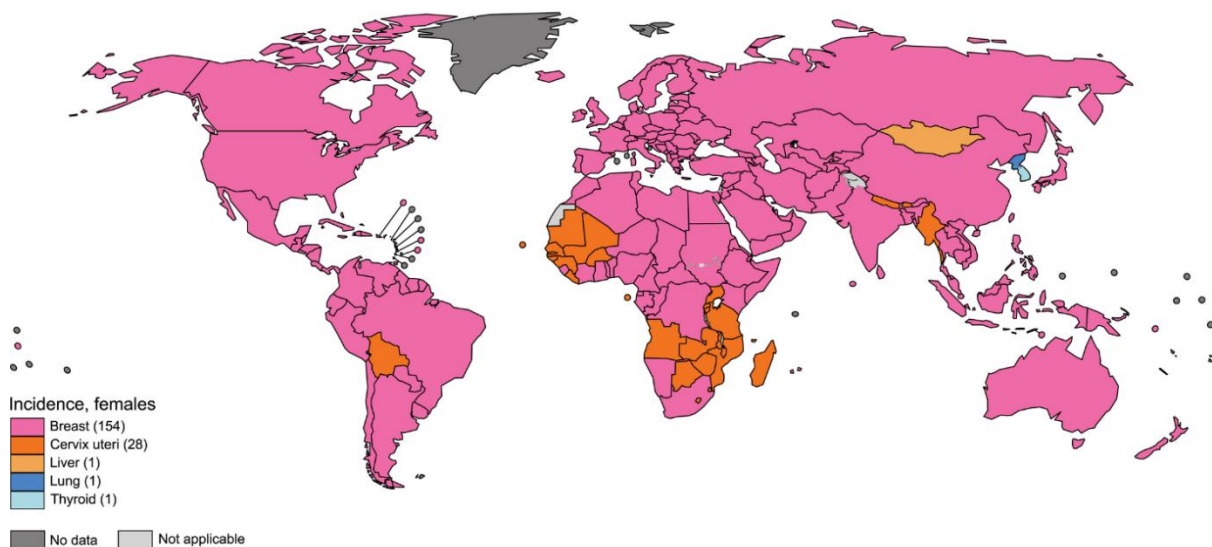 Incidence, females
Breast (154)
Cervix uteri (28)
Liver (1)
Lung (1)
Thyroid (1)
No data
Not applicable